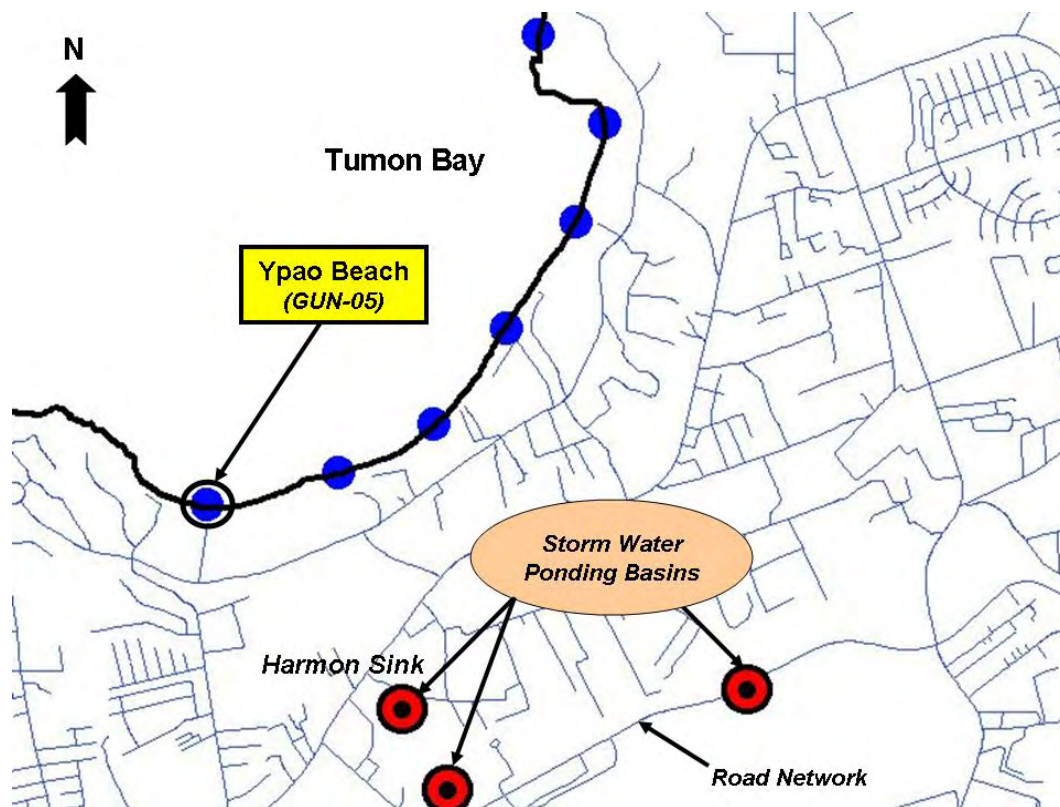 N
Tumon Bay
Ypao Beach
(GUN-05)
Storm Water
Ponding Basins
Harmon Sink
Road Network